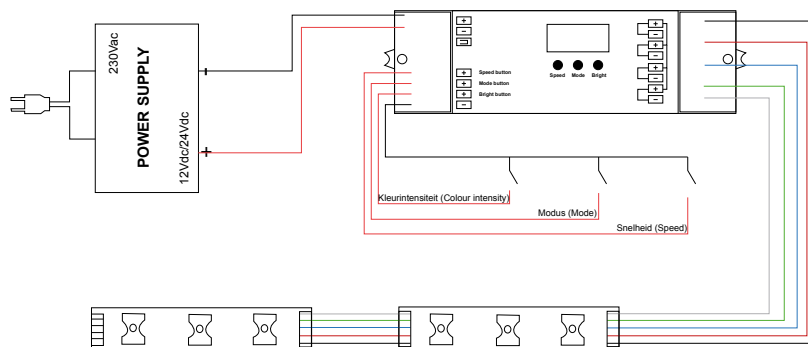 230Vac
POWER SUPPLY
12Vdc/24Vdc
+
-
Speed button
Mode button
Bright button
+
+
+
-
Speed Mode Bright
+
-
+
-
+
-
+
-
Kleurintensiteit (Colour intensity)
Modus (Mode)
Snelheid (Speed)